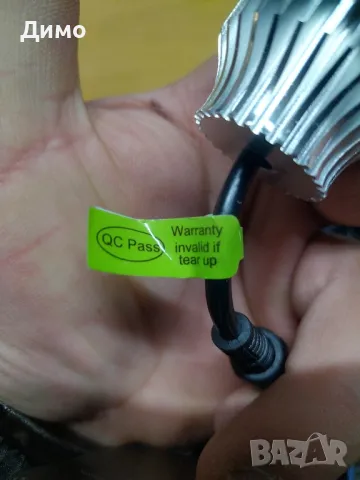 Димо
QC Pass
Warranty
invalid if
tear up
BAZAR